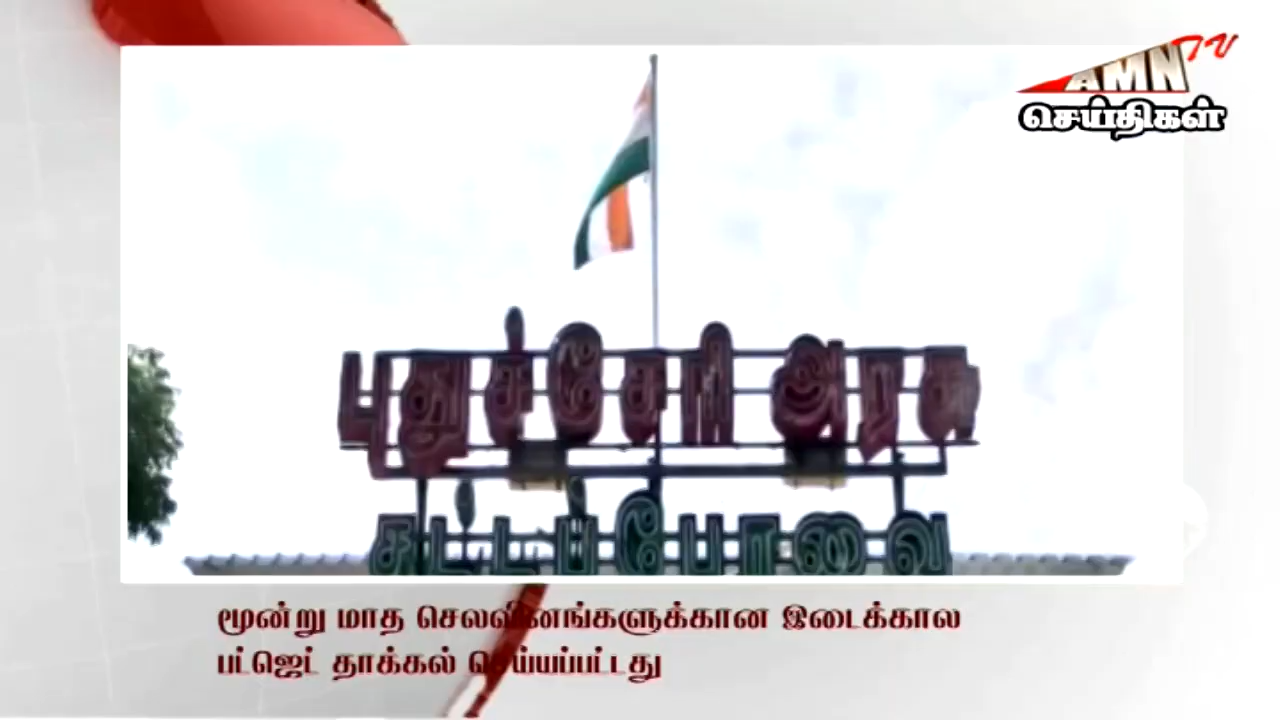 AMN TV
செய்திகள்
புதுச்சேரி அரசு
சட்டப்பேரவை
மூன்று மாத செலவினங்களுக்கான இடைக்கால
பட்ஜெட் தாக்கல் செய்யப்பட்டது